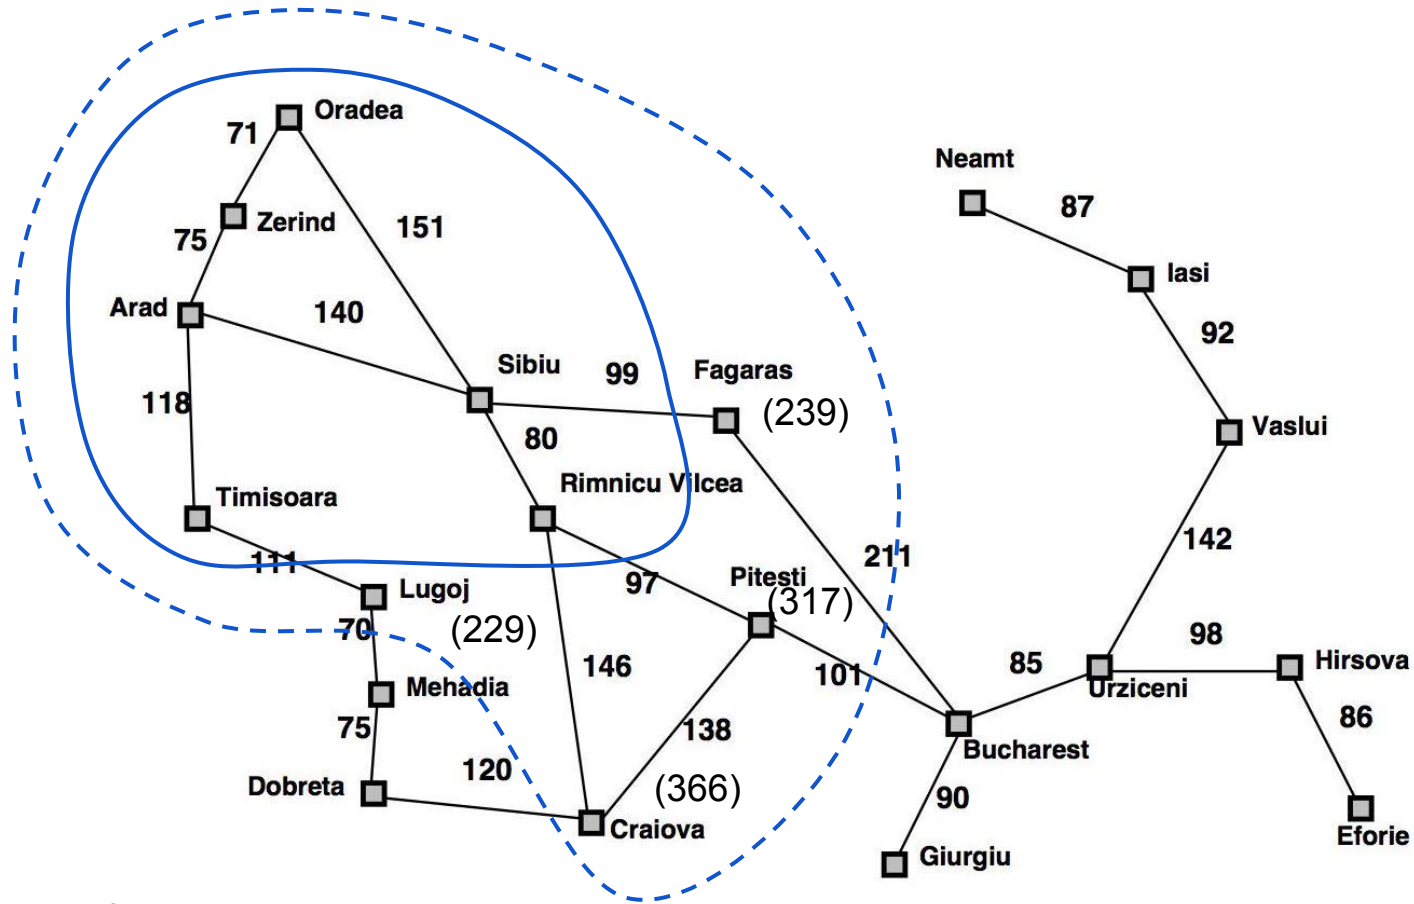 Oradea
71
Neamt
87
Zerind
151
75
Iasi
Arad
140
92
Sibiu
99
Fagaras
118
(239)
80
Vaslui
Rimnicu Vilcea
Timisoara
142
111
211
97
Pitesti
Lugoj
(317)
70
(229)
98
85
146
Hirsova
101
Urziceni
Mehadia
86
75
138
Bucharest
120
Dobreta
(366)
90
Craiova
Eforie
Giurgiu